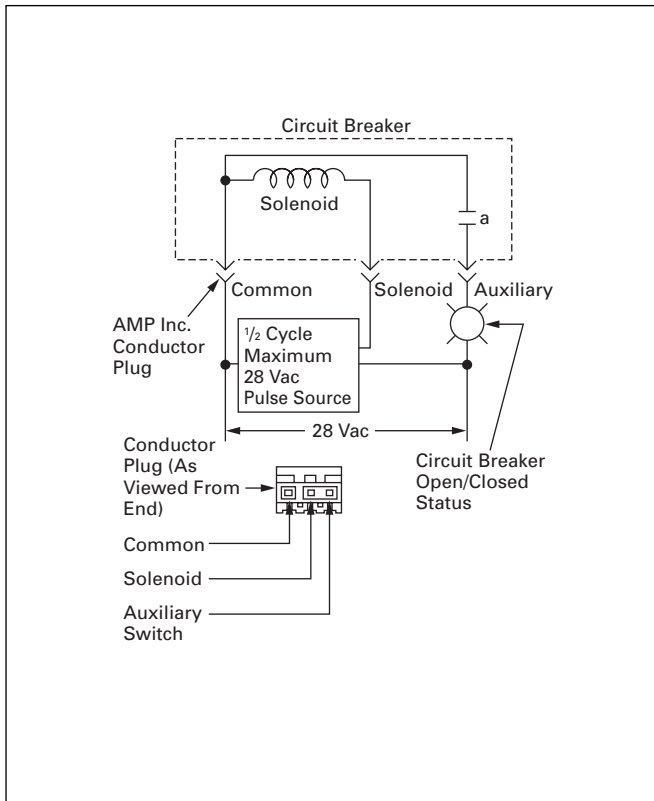 Circuit Breaker
Solenoid
a
Common
Solenoid
Auxiliary
AMP Inc.
Conductor
Plug
1/2 Cycle
Maximum
28 Vac
Pulse Source
28 Vac
Conductor
Plug (As
Viewed From
End)
Circuit Breaker
Open/Closed
Status
Common
Solenoid
Auxiliary
Switch